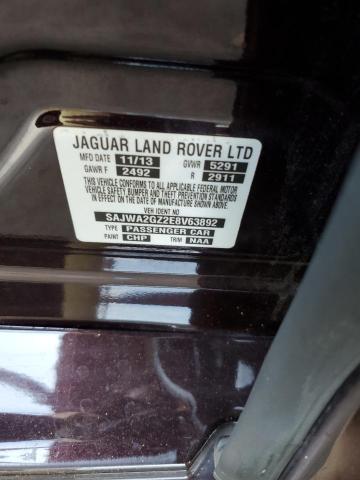 JAGUAR LAND ROVER LTD
MFD DATE 11/13 GVWR 5291
GAWR F 2492 R 2911
THIS VEHICLE CONFORMS TO ALL APPLICABLE FEDERAL MOTOR
VEHICLE SAFETY, BUMPER AND THEFT PREVENTION STANDARDS
IN EFFECT ON THE DATE OF MANUFACTURE SHOWN ABOVE.
VEH IDENT NO
SAJWA2GZ2E8V63892
TYPE PASSENGER CAR
PAINT CHP TRIM NAA